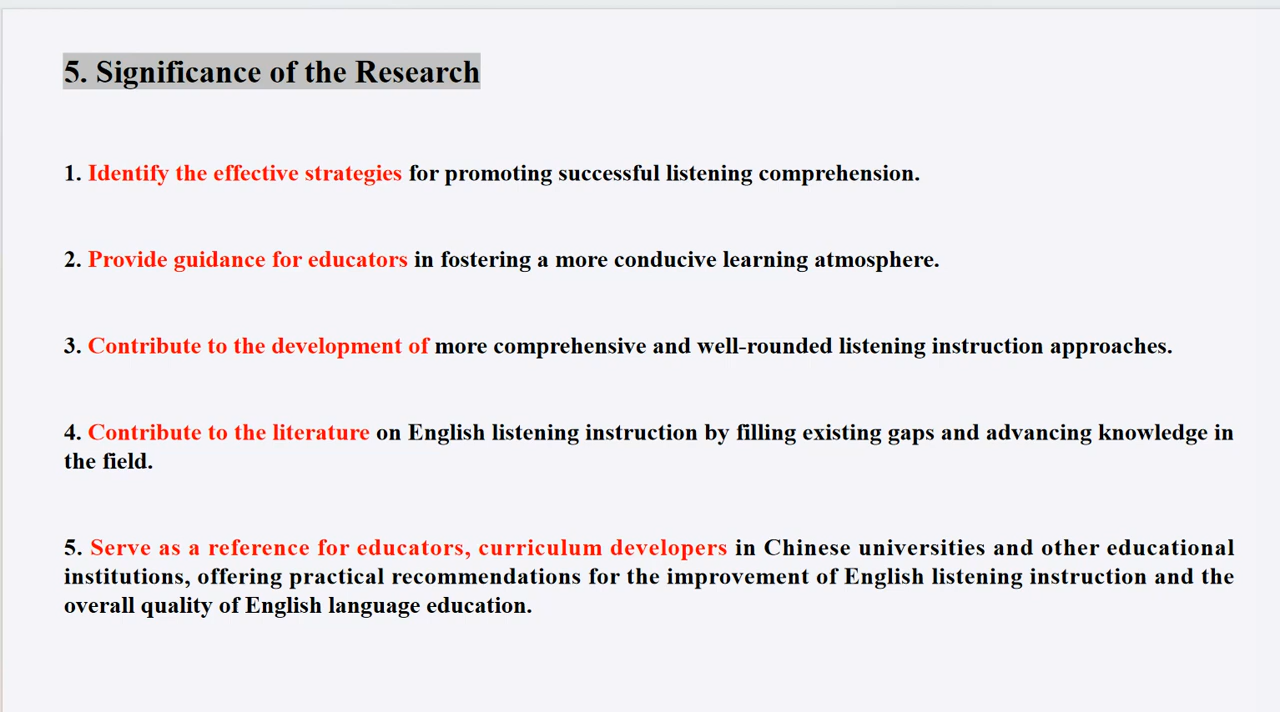 5. Significance of the Research
1. Identify the effective strategies for promoting successful listening comprehension.
2. Provide guidance for educators in fostering a more conducive learning atmosphere.
3. Contribute to the development of more comprehensive and well-rounded listening instruction approaches.
4. Contribute to the literature on English listening instruction by filling existing gaps and advancing knowledge in
the field.
5. Serve as a reference for educators, curriculum developers in Chinese universities and other educational
institutions, offering practical recommendations for the improvement of English listening instruction and the
overall quality of English language education.